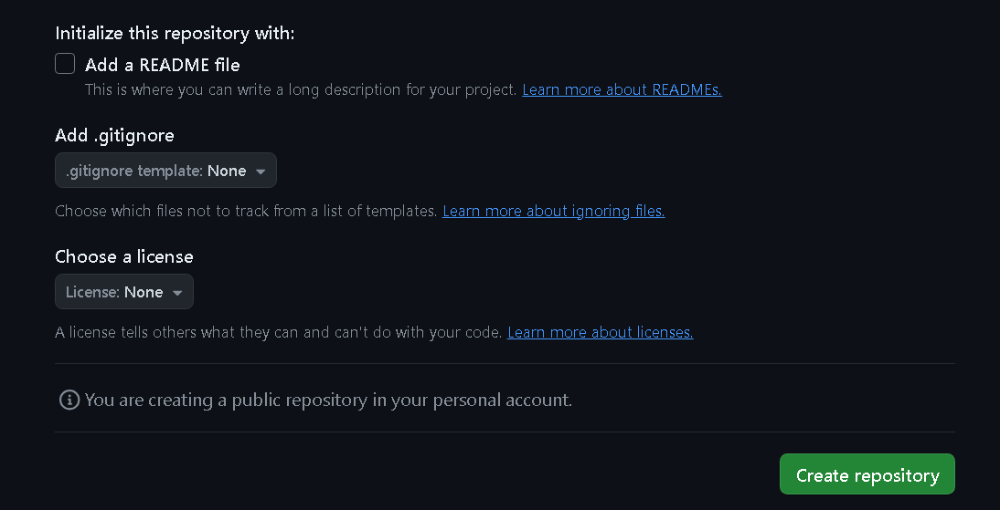 Initialize this repository with:
Add a README file
This is where you can write a long description for your project. Learn more about READMEs.
Add .gitignore
.gitignore template: None
Choose which files not to track from a list of templates. Learn more about ignoring files.
Choose a license
License: None
A license tells others what they can and can't do with your code. Learn more about licenses.
You are creating a public repository in your personal account.
Create repository